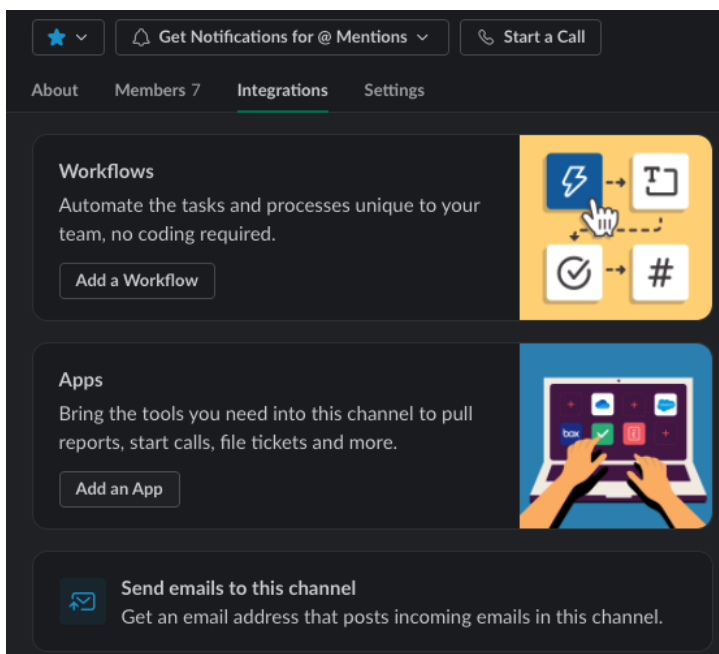 Get Notifications for @ Mentions
Start a Call
About Members 7 Integrations Settings
Workflows
Automate the tasks and processes unique to your
team, no coding required.
Add a Workflow
T
#
Apps
Bring the tools you need into this channel to pull
reports, start calls, file tickets and more.
Add an App
box
Send emails to this channel
Get an email address that posts incoming emails in this channel.